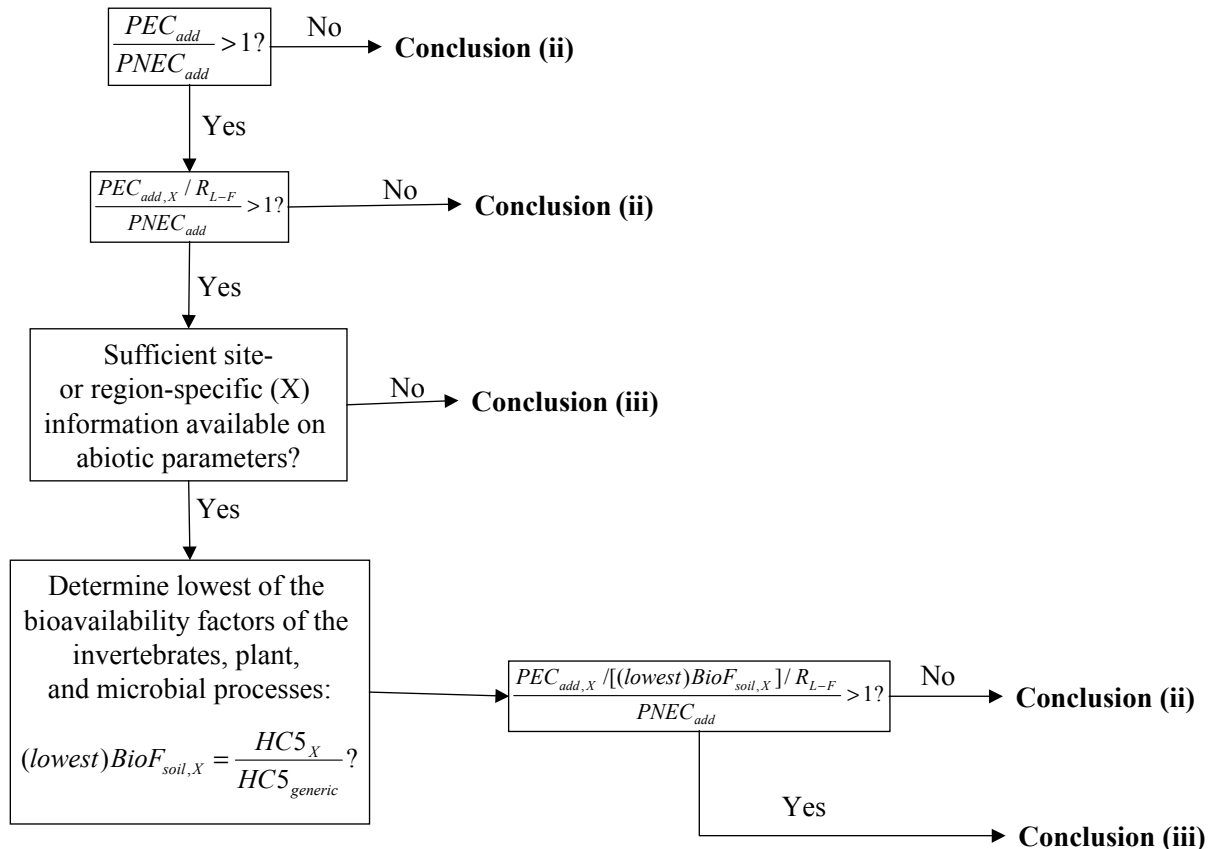 PEC_add / PNEC_add > 1?
No
Conclusion (ii)
Yes
PEC_add,X / R_L-F / PNEC_add > 1?
No
Conclusion (ii)
Yes
Sufficient site-
or region-specific (X)
information available on
abiotic parameters?
No
Conclusion (iii)
Yes
Determine lowest of the
bioavailability factors of the
invertebrates, plant,
and microbial processes:
(lowest)BioF_soil,X = HC5_X / HC5_generic ?
PEC_add,X /[(lowest)BioF_soil,X]/ R_L-F / PNEC_add > 1?
No
Conclusion (ii)
Yes
Conclusion (iii)